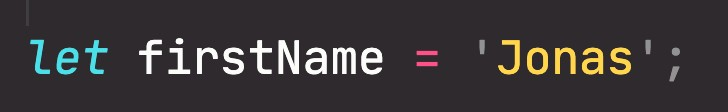 let firstName = 'Jonas';